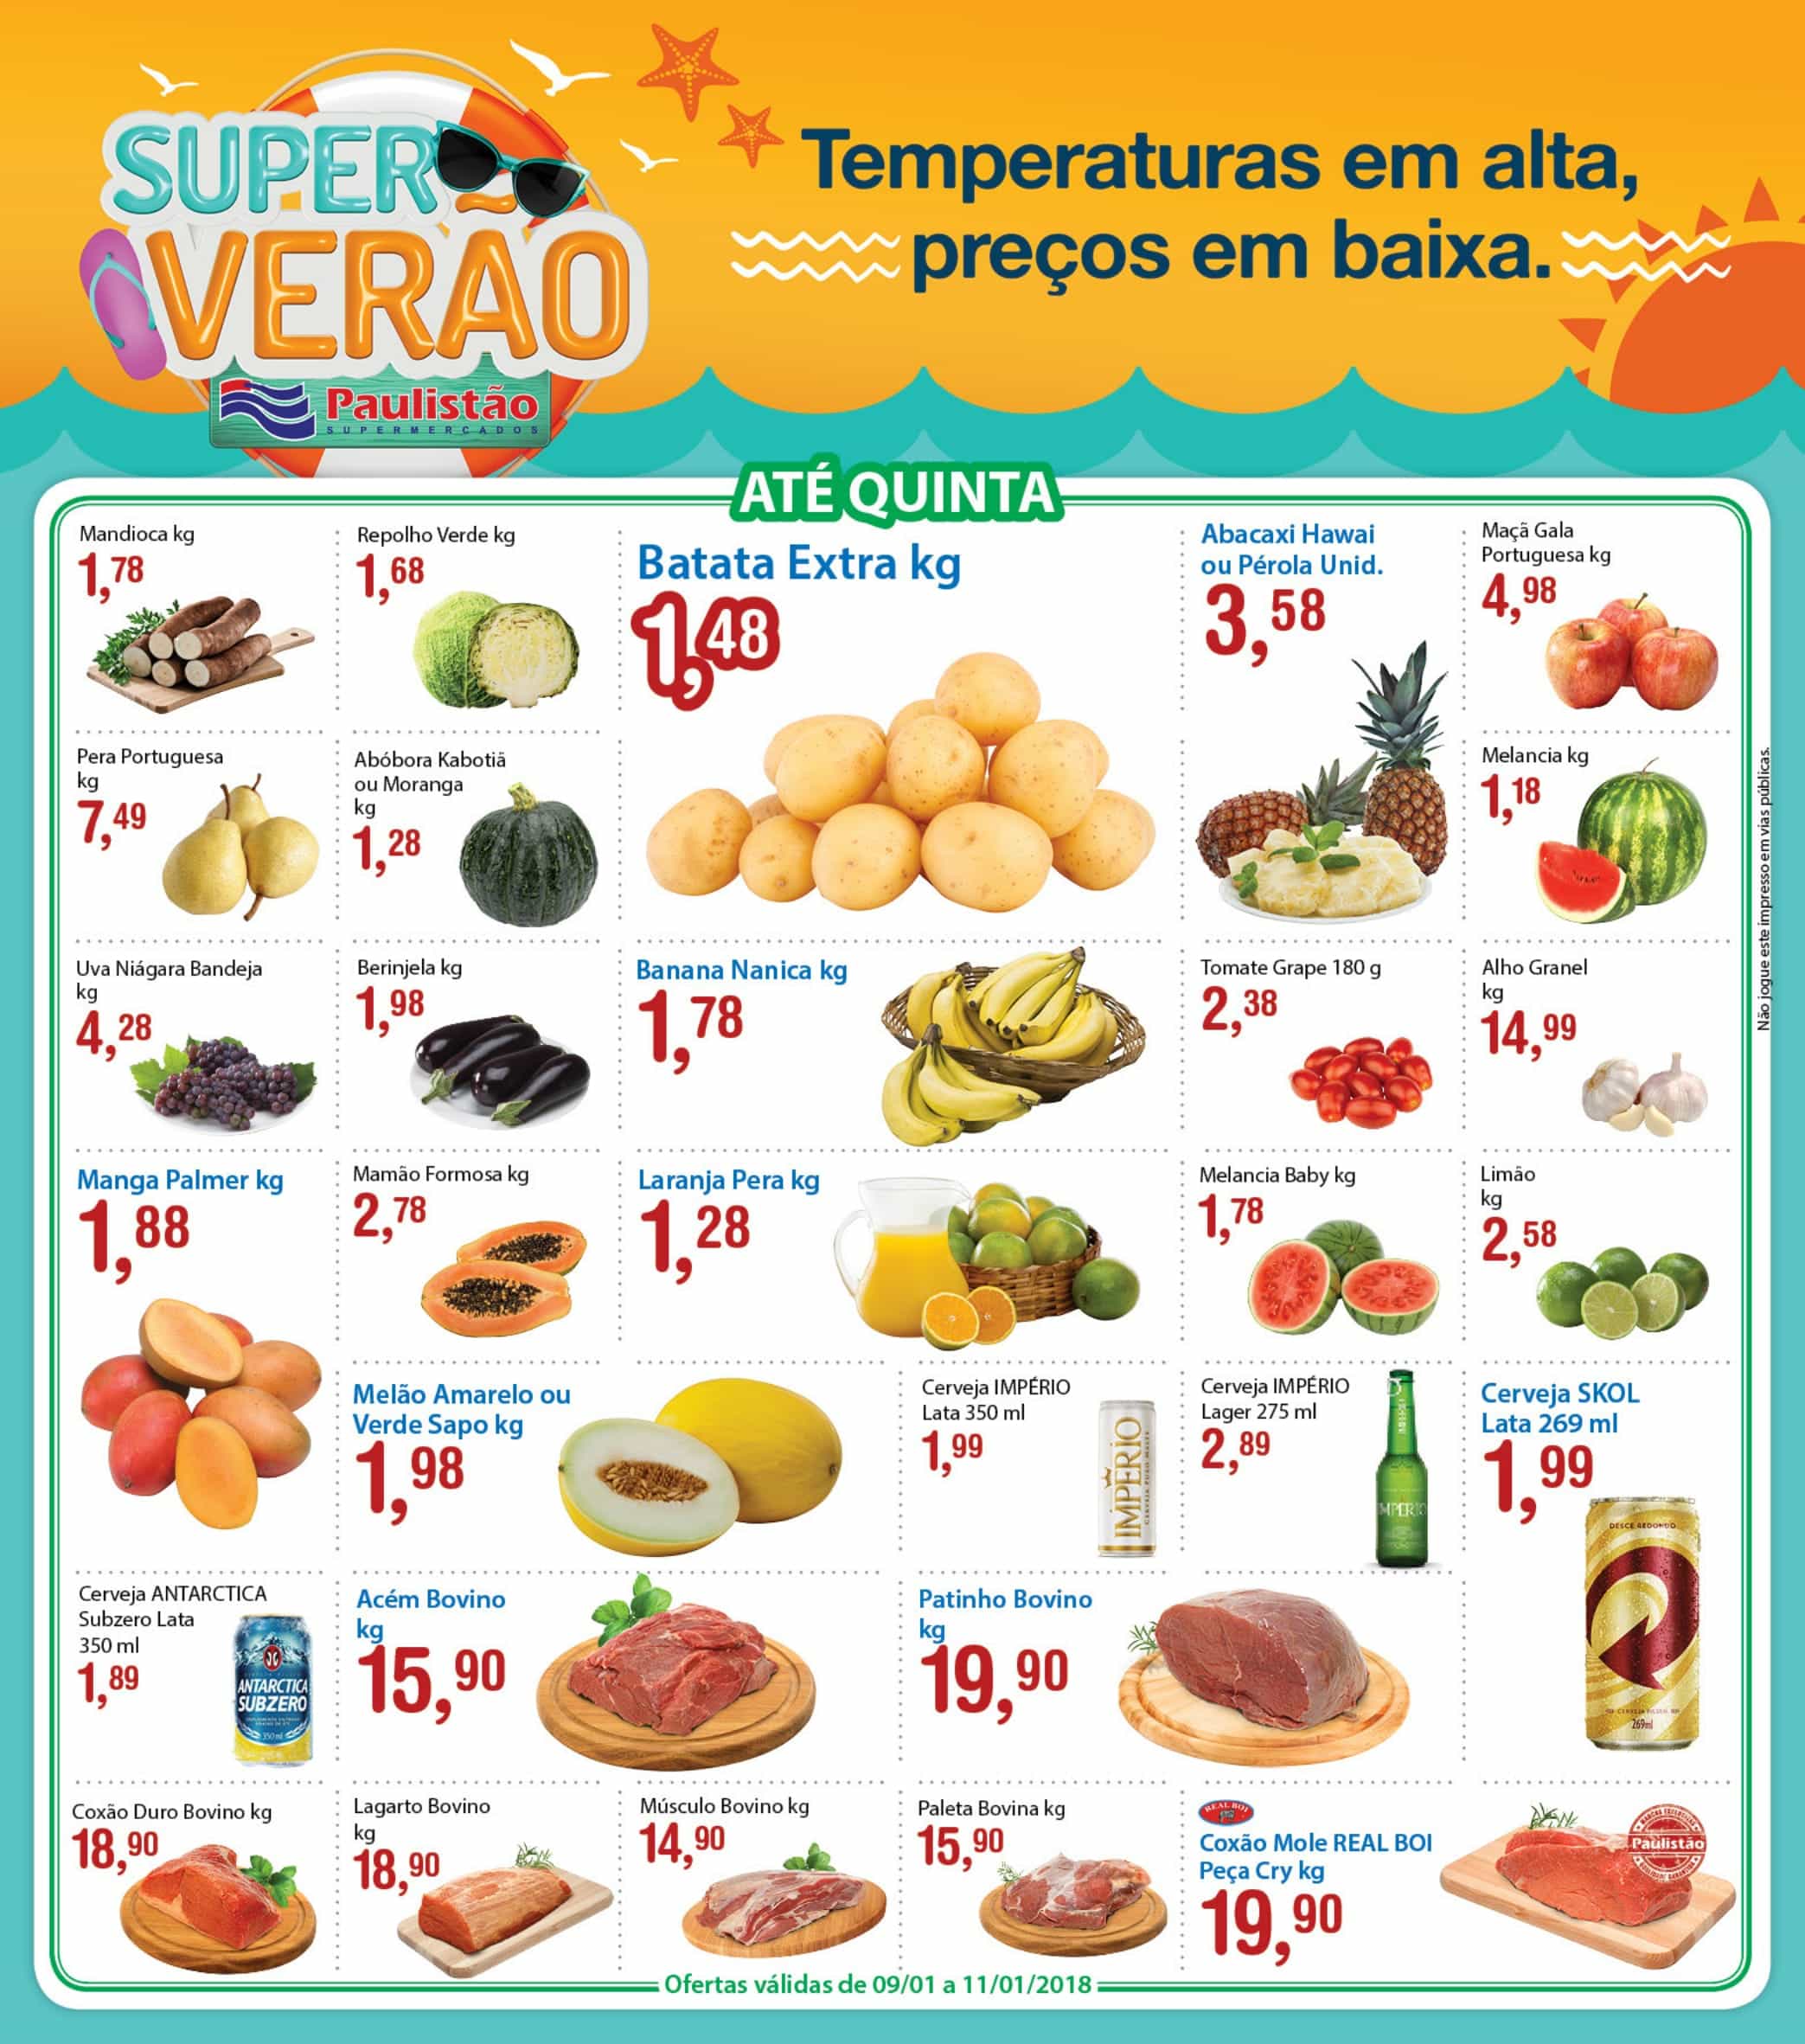 SUPER
VERÃO
Paulistão
SUPERMERCADOS
Temperaturas em alta,
preços em baixa.
ATÉ QUINTA
Mandioca kg
1,78
Repolho Verde kg
1,68
Batata Extra kg
1,48
Abacaxi Hawai
ou Pérola Unid.
3,58
Maçã Gala
Portuguesa kg
4,98
Pera Portuguesa
kg
7,49
Abóbora Kabotiã
ou Moranga
kg
1,28
Melancia kg
1,18
Não jogue este impresso em vias públicas.
Uva Niágara Bandeja
kg
4,28
Berinjela kg
1,98
Banana Nanica kg
1,78
Tomate Grape 180 g
2,38
Alho Granel
kg
14,99
Manga Palmer kg
1,88
Mamão Formosa kg
2,78
Laranja Pera kg
1,28
Melancia Baby kg
1,78
Limão
kg
2,58
Melão Amarelo ou
Verde Sapo kg
1,98
Cerveja IMPÉRIO
Lata 350 ml
1,99
IMPÉRIO
Cerveja IMPÉRIO
Lager 275 ml
2,89
IMPERIO
Cerveja SKOL
Lata 269 ml
1,99
DESCE REDONDO
269ml
Cerveja ANTARCTICA
Subzero Lata
350 ml
1,89
ANTARCTICA
SUBZERO
350ml
Acém Bovino
kg
15,90
Patinho Bovino
kg
19,90
Coxão Duro Bovino kg
18,90
Lagarto Bovino
kg
18,90
Músculo Bovino kg
14,90
Paleta Bovina kg
15,90
REAL BOI
Coxão Mole REAL BOI
Peça Cry kg
19,90
Paulistão
Ofertas válidas de 09/01 a 11/01/2018